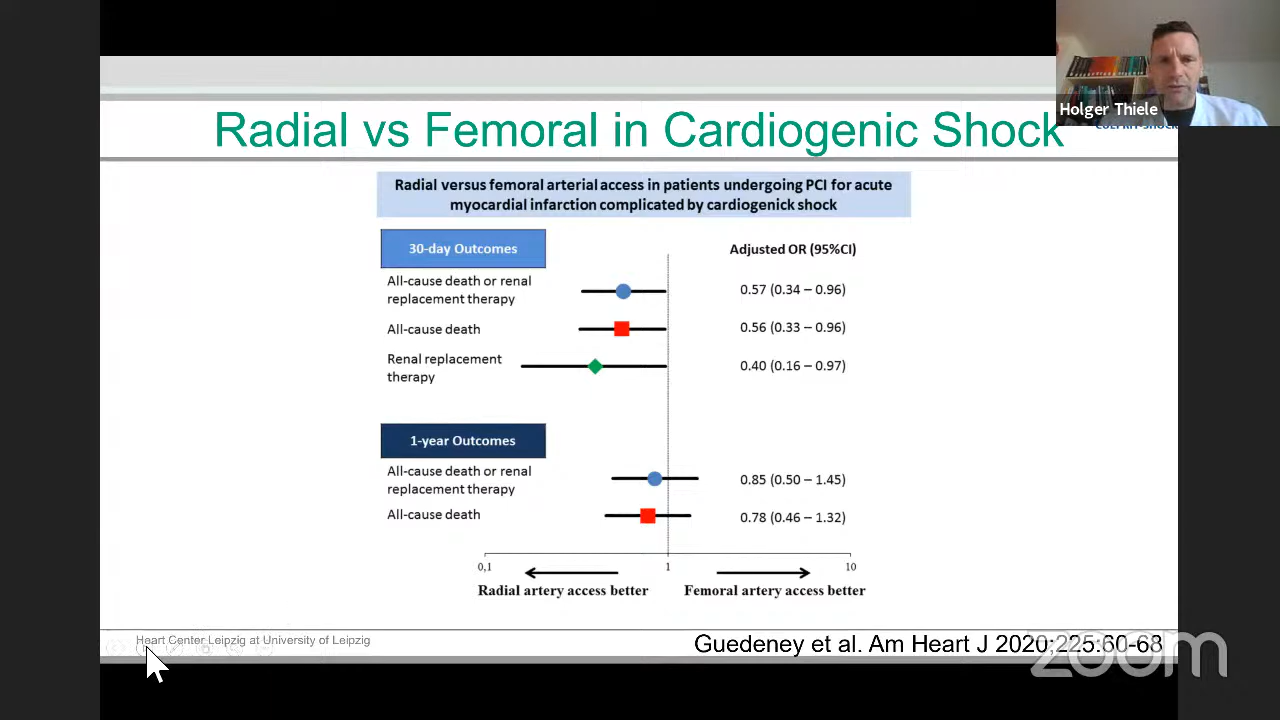 Holger Thiele
CULPRIT-SHOCK
Radial vs Femoral in Cardiogenic Shock
Radial versus femoral arterial access in patients undergoing PCI for acute
myocardial infarction complicated by cardiogenick shock
30-day Outcomes
Adjusted OR (95%CI)
All-cause death or renal
replacement therapy
0.57 (0.34 – 0.96)
All-cause death
0.56 (0.33 – 0.96)
Renal replacement
therapy
0.40 (0.16 – 0.97)
1-year Outcomes
All-cause death or renal
replacement therapy
0.85 (0.50 – 1.45)
All-cause death
0.78 (0.46 – 1.32)
0,1 1 10
Radial artery access better
Femoral artery access better
Heart Center Leipzig at University of Leipzig
Guedeney et al. Am Heart J 2020;225:60-68
zoom